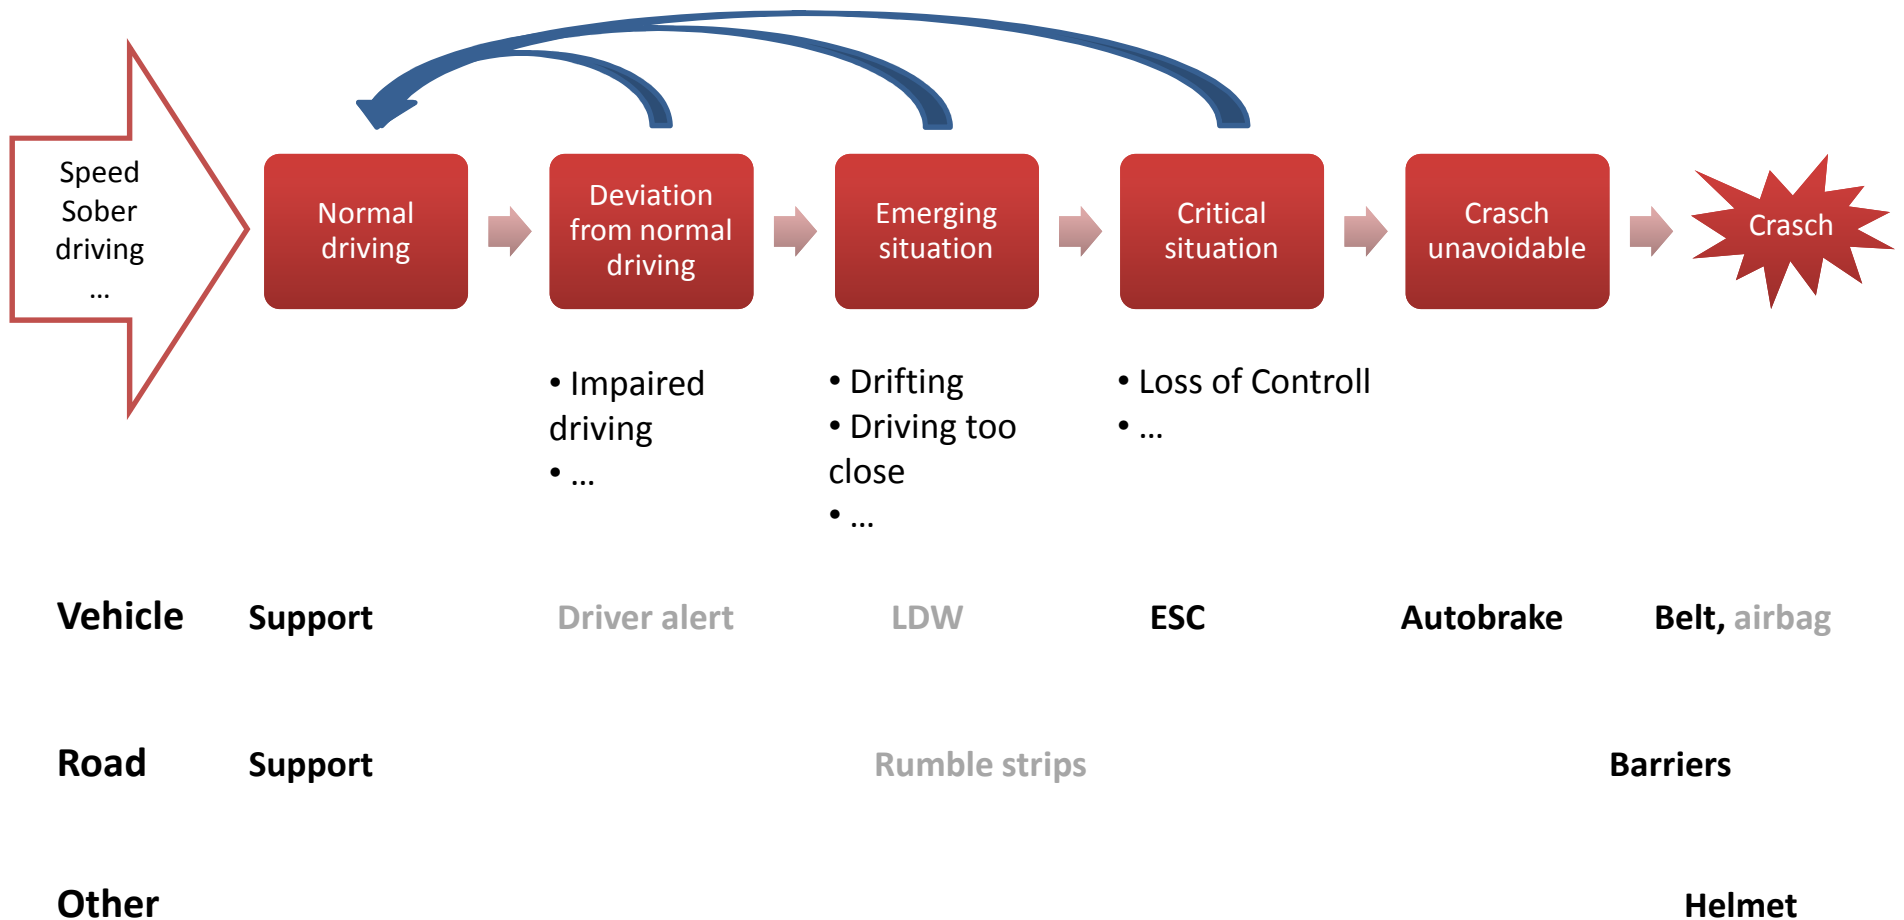 Speed
Sober
driving
...
Normal
driving
Deviation
from normal
driving
Emerging
situation
Critical
situation
Crasch
unavoidable
Crasch
• Impaired
driving
• ...
• Drifting
• Driving too
close
• ...
• Loss of Controll
• ...
Vehicle Support Driver alert LDW ESC Autobrake Belt, airbag
Road Support Rumble strips Barriers
Other Helmet